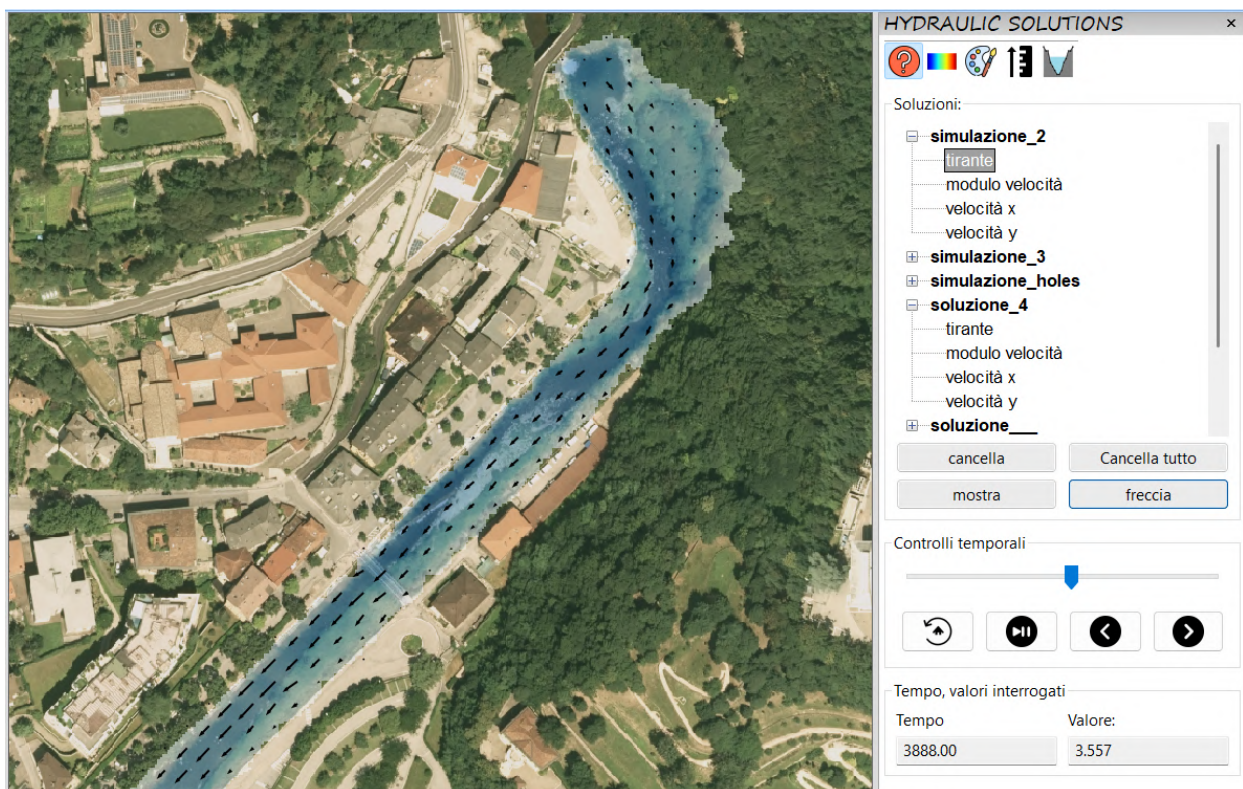 HYDRAULIC SOLUTIONS ×
Soluzioni:
simulazione_2
tirante
modulo velocità
velocità x
velocità y
simulazione_3
simulazione_holes
soluzione_4
tirante
modulo velocità
velocità x
velocità y
soluzione___
cancella Cancella tutto
mostra freccia
Controlli temporali
Tempo, valori interrogati
Tempo Valore:
3888.00 3.557